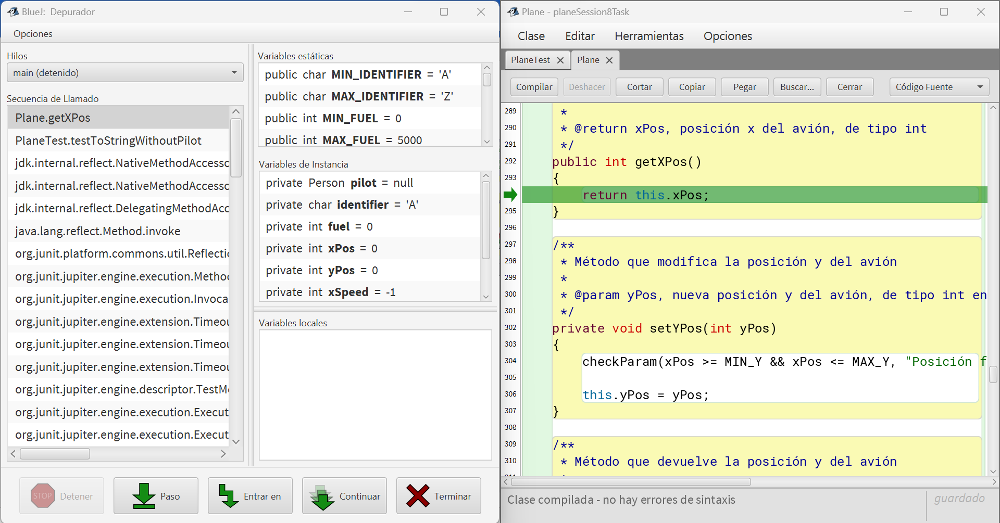 BlueJ: Depurador
Opciones
Hilos
main (detenido)
Secuencia de Llamado
Plane.getXPos
PlaneTest.testToStringWithoutPilot
jdk.internal.reflect.NativeMethodAccesso
jdk.internal.reflect.NativeMethodAccesso
jdk.internal.reflect.DelegatingMethodAcc
java.lang.reflect.Method.invoke
org.junit.platform.commons.util.Reflectio
org.junit.jupiter.engine.execution.Metho
org.junit.jupiter.engine.execution.Invoca
org.junit.jupiter.engine.extension.Timeou
org.junit.jupiter.engine.extension.Timeou
org.junit.jupiter.engine.extension.Timeou
org.junit.jupiter.engine.descriptor.TestMe
org.junit.jupiter.engine.execution.Execut
org.junit.jupiter.engine.execution.Execut
Variables estáticas
public char MIN_IDENTIFIER = 'A'
public char MAX_IDENTIFIER = 'Z'
public int MIN_FUEL = 0
public int MAX_FUEL = 5000
Variables de Instancia
private Person pilot = null
private char identifier = 'A'
private int fuel = 0
private int xPos = 0
private int yPos = 0
private int xSpeed = -1
Variables locales
STOP Detener
Paso
Entrar en
Continuar
Terminar
Plane - planeSession8Task
Clase Editar Herramientas Opciones
PlaneTest Plane
Compilar Deshacer Cortar Copiar Pegar Buscar... Cerrar Código Fuente
289 *
290 * @return xPos, posición x del avión, de tipo int
291 */
292 public int getXPos()
293 {
return this.xPos;
295 }
296
297 /**
298 * Método que modifica la posición y del avión
299 *
300 * @param yPos, nueva posición y del avión, de tipo int en
301 */
302 private void setYPos(int yPos)
303 {
304 checkParam(xPos >= MIN_Y && xPos <= MAX_Y, "Posición f
305
306 this.yPos = yPos;
307 }
308
309 /**
310 * Método que devuelve la posición y del avión
311
Clase compilada - no hay errores de sintaxis
guardado